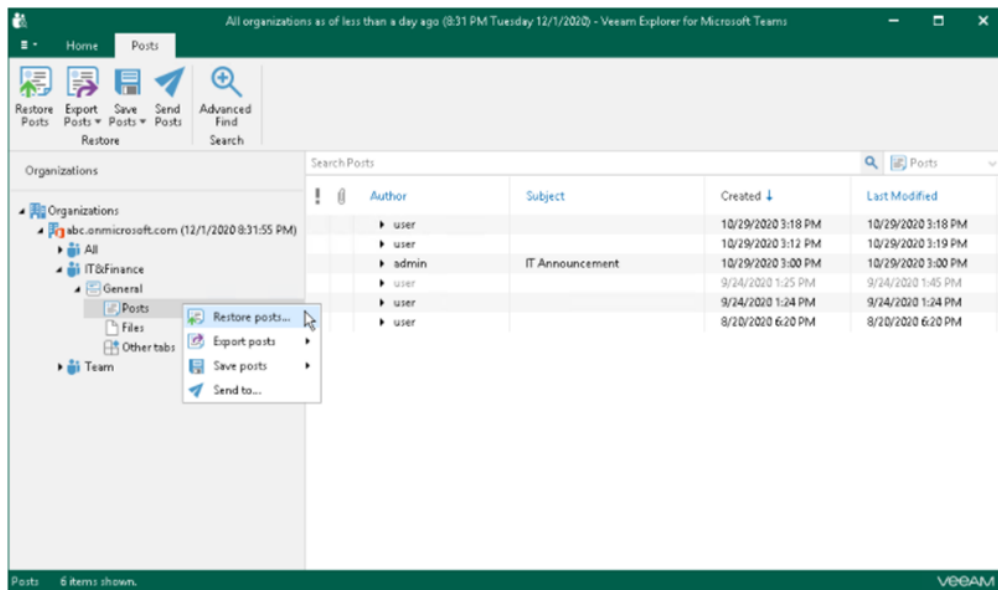 All organizations as of less than a day ago (8:31 PM Tuesday 12/1/2020) - Veeam Explorer for Microsoft Teams
Home Posts
Restore Posts Export Posts Save Posts Send Posts Advanced Find
Restore Search
Organizations
Organizations
abc.onmicrosoft.com (12/1/2020 8:31:55 PM)
All
IT&Finance
General
Posts
Files
Other tabs
Team
Restore posts...
Export posts
Save posts
Send to...
Search Posts Posts
Author Subject Created Last Modified
user 10/29/2020 3:18 PM 10/29/2020 3:18 PM
user 10/29/2020 3:12 PM 10/29/2020 3:19 PM
admin IT Announcement 10/29/2020 3:00 PM 10/29/2020 3:00 PM
user 9/24/2020 1:25 PM 9/24/2020 1:45 PM
user 9/24/2020 1:24 PM 9/24/2020 1:24 PM
user 8/20/2020 6:20 PM 8/20/2020 6:20 PM
Posts 6 items shown. veeAM